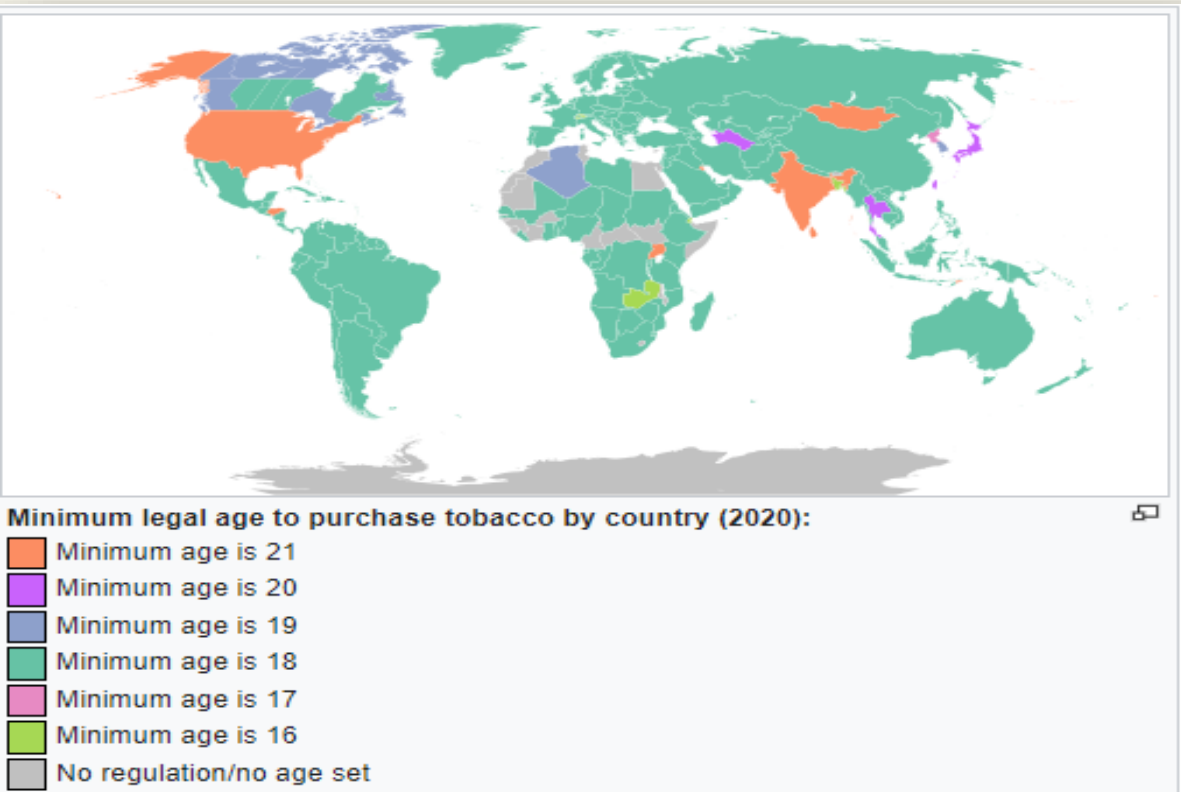 Minimum legal age to purchase tobacco by country (2020):
Minimum age is 21
Minimum age is 20
Minimum age is 19
Minimum age is 18
Minimum age is 17
Minimum age is 16
No regulation/no age set